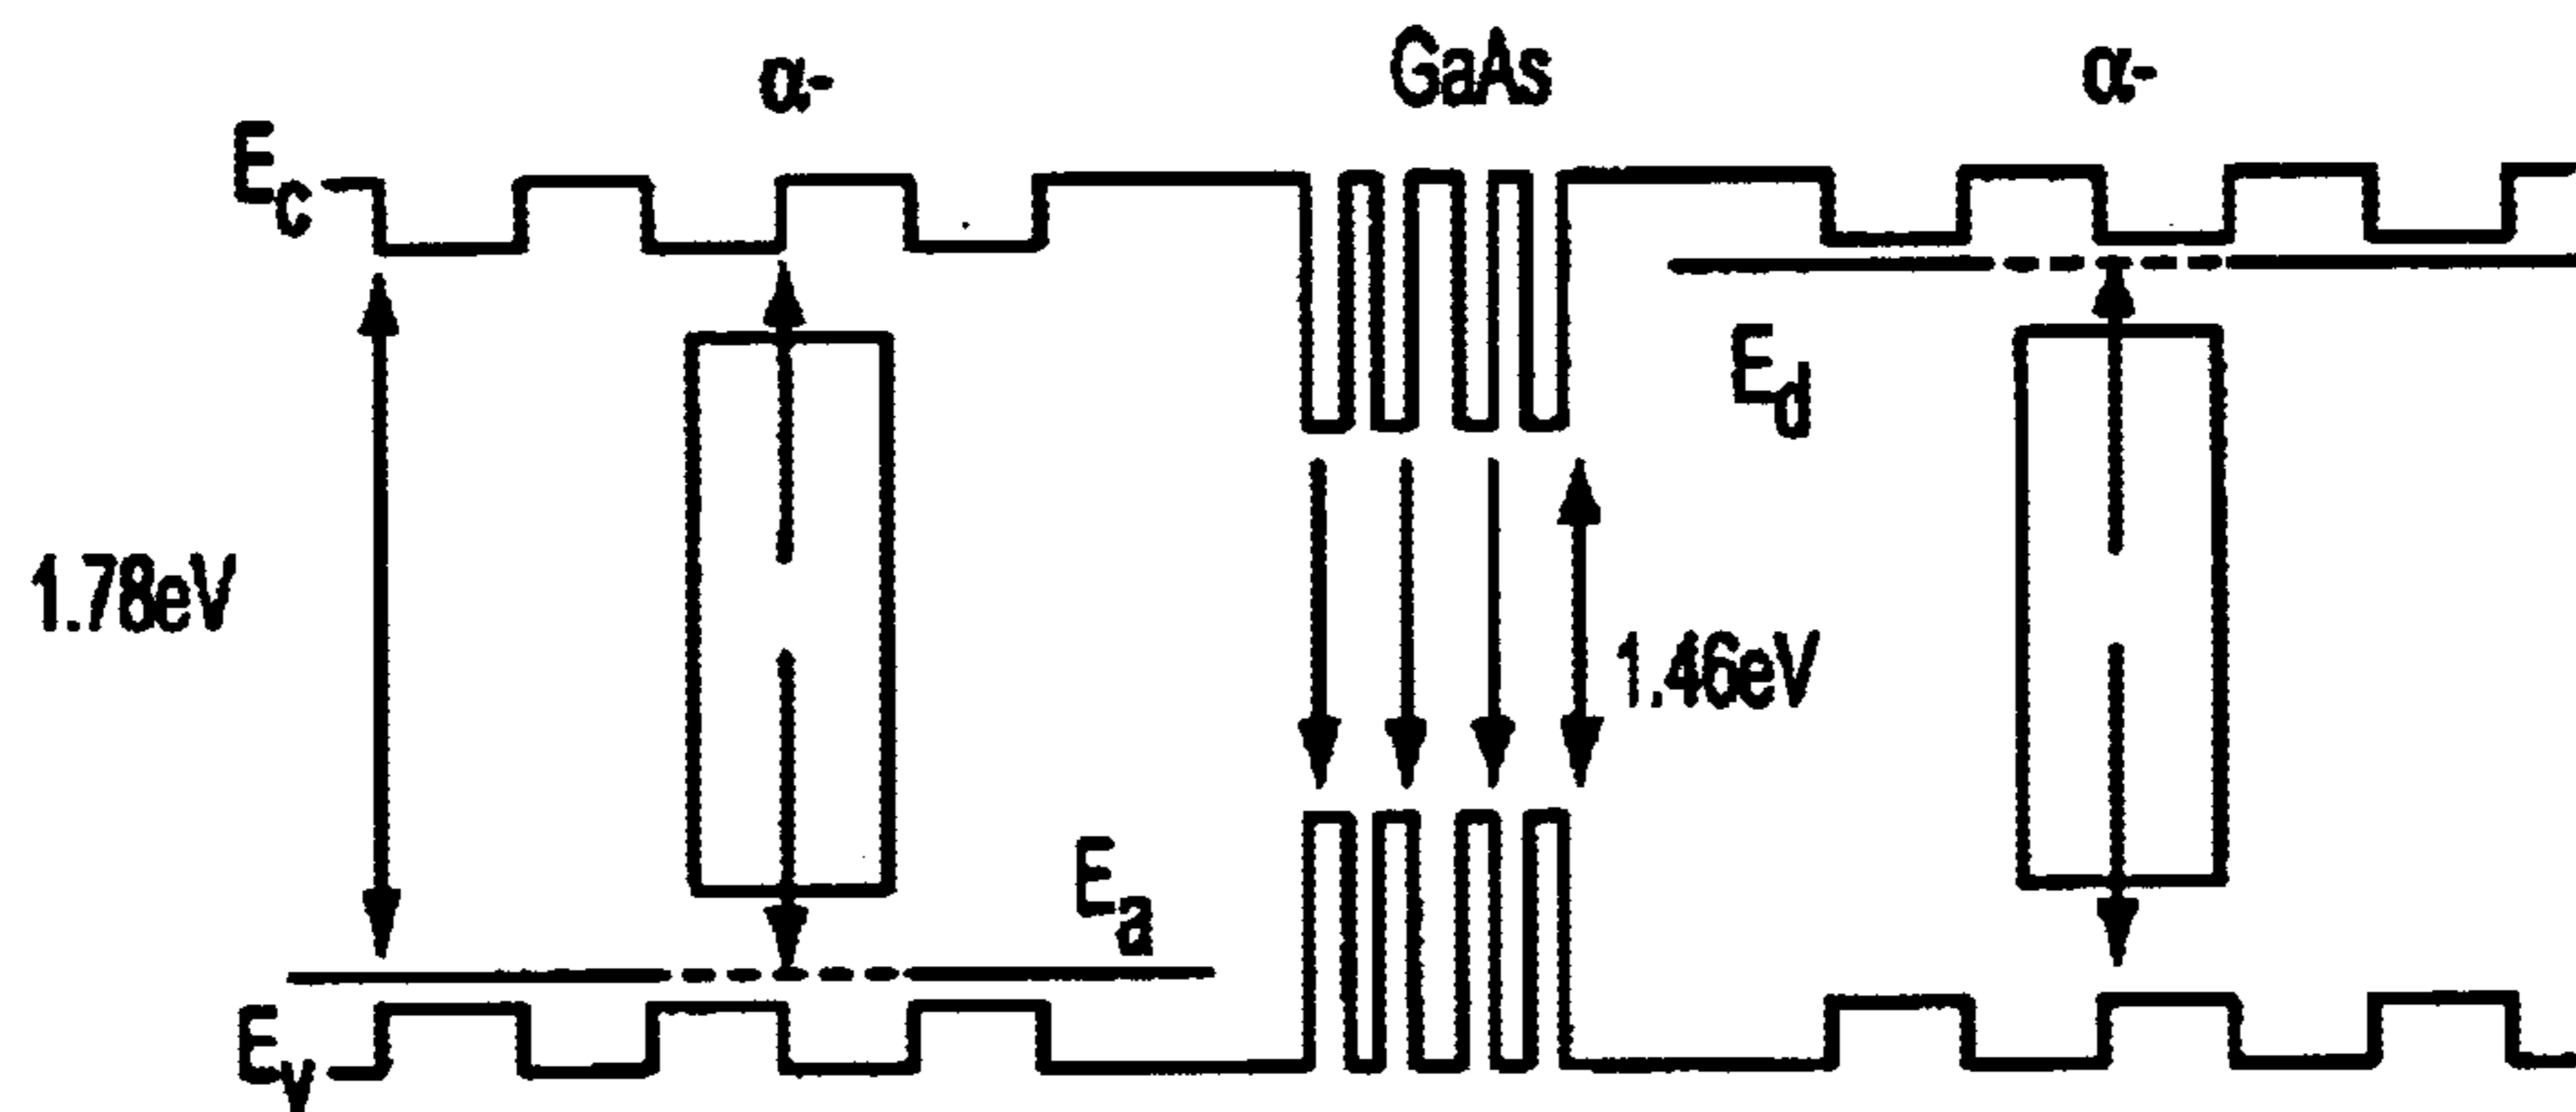 α- GaAs α-
Ec
Ed
1.78eV
1.46eV
Ea
Ev